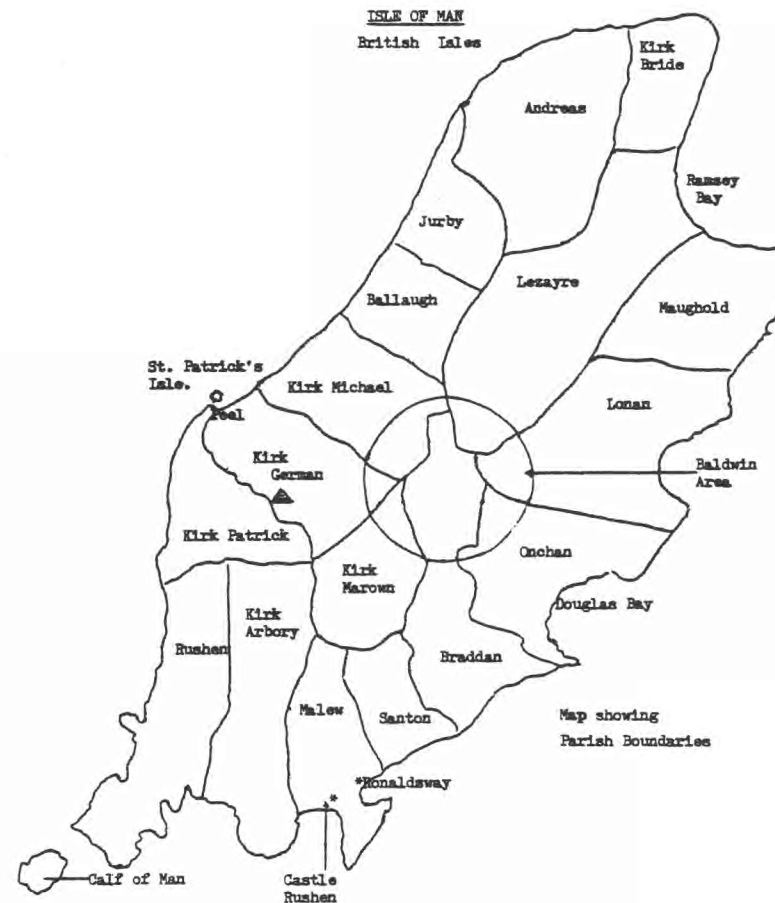 ISLE OF MAN
British Isles
Kirk
Bride
Andreas
Ramsey
Bay
Jurby
Lezayre
Ballaugh
Maughold
St. Patrick's
Isle.
Kirk Michael
Peel
Lonan
Kirk
German
Baldwin
Area
Kirk Patrick
Onchan
Kirk
Marown
Douglas Bay
Kirk
Arbory
Rushen
Braddan
Malew
Santon
Map showing
Parish Boundaries
*Ronaldsway
*
Calf of Man
Castle
Rushen